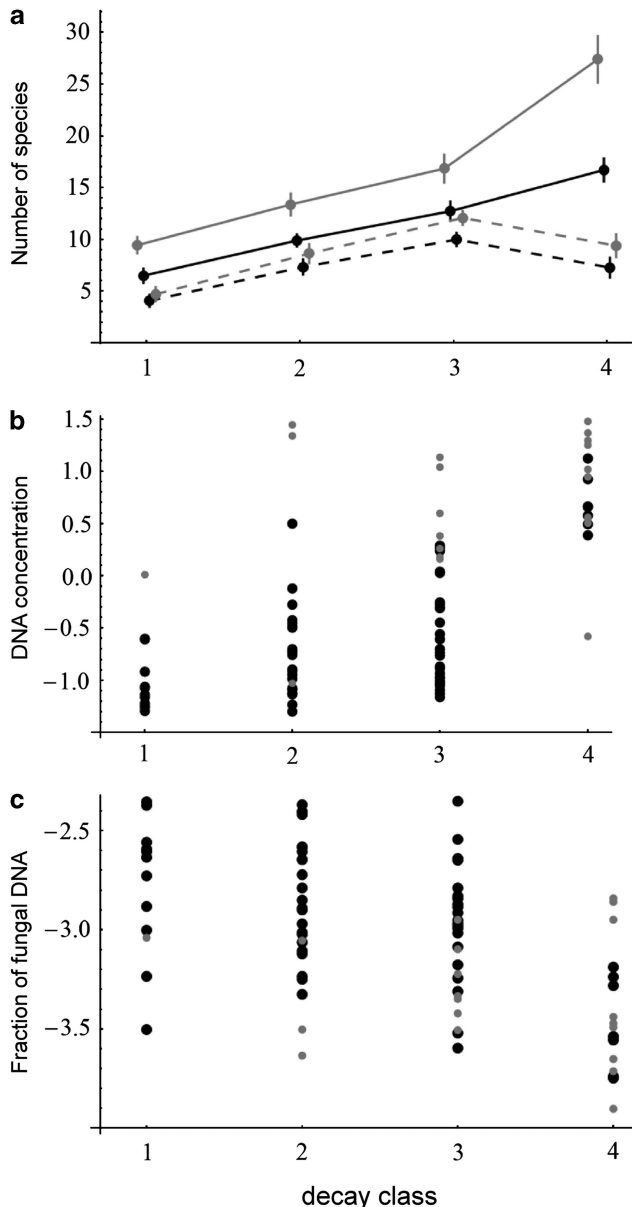 a
30
25
20
15
10
5
Number of species
1 2 3 4
b
1.5
1.0
0.5
0.0
−0.5
−1.0
DNA concentration
1 2 3 4
c
−2.5
−3.0
−3.5
Fraction of fungal DNA
1 2 3 4
decay class